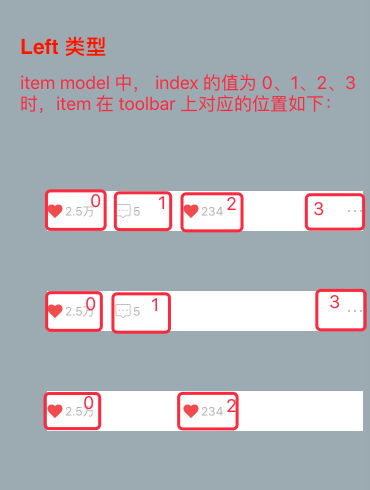 Left 类型
item model 中， index 的值为 0、1、2、3
时，item 在 toolbar 上对应的位置如下：
2.5万 0 5 1 234 2 3
2.5万 0 5 1 3
2.5万 0 234 2